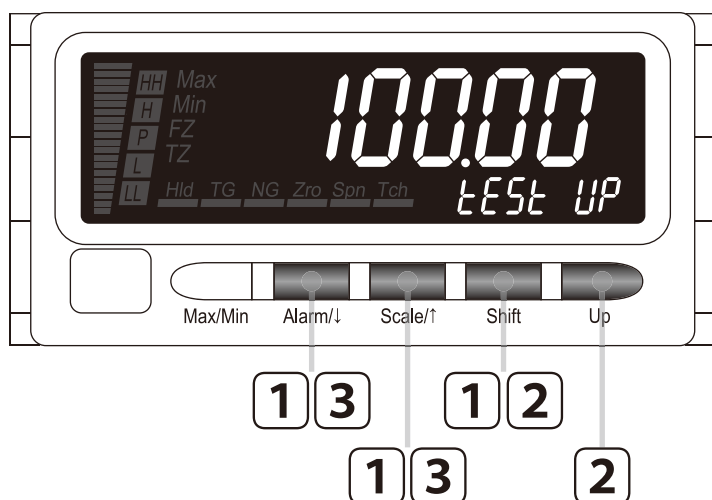 HH Max
H Min
P FZ
L TZ
LL Hld TG NG Zro Spn Tch
100.00
tESt UP
Max/Min Alarm/↓ Scale/↑ Shift Up
1 3 1 2
1 3 2